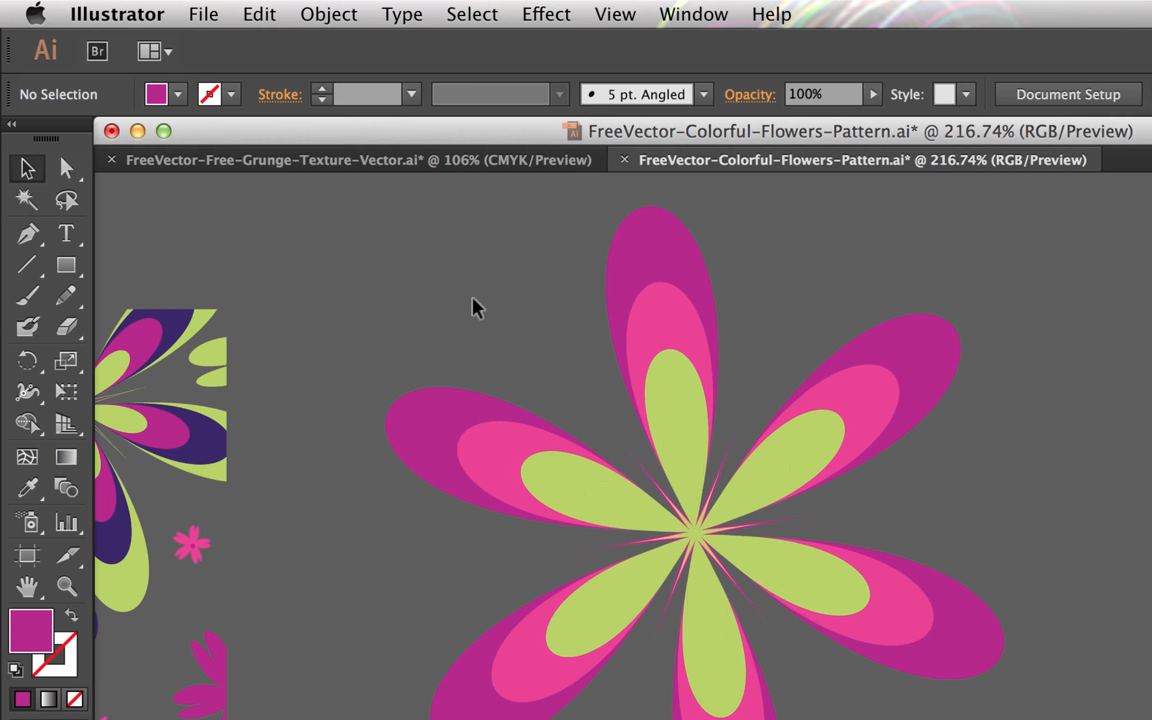 Illustrator File Edit Object Type Select Effect View Window Help
Ai Br
No Selection Stroke: 5 pt. Angled Opacity: 100% Style: Document Setup
FreeVector-Colorful-Flowers-Pattern.ai* @ 216.74% (RGB/Preview)
FreeVector-Free-Grunge-Texture-Vector.ai* @ 106% (CMYK/Preview) FreeVector-Colorful-Flowers-Pattern.ai* @ 216.74% (RGB/Preview)
T